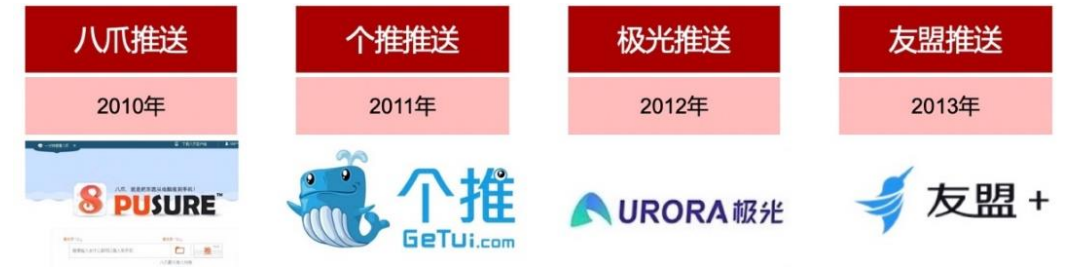 八爪推送
个推推送
极光推送
友盟推送
2010年
2011年
2012年
2013年
8 PUSURE™
个推
GeTui.com
URORA极光
友盟+